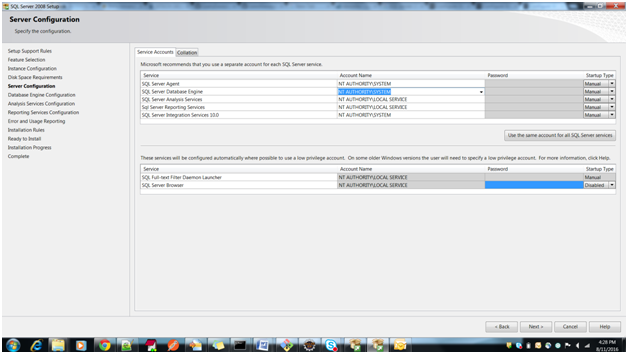 SQL Server 2008 Setup
Server Configuration
Specify the configuration.
Setup Support Rules
Feature Selection
Instance Configuration
Disk Space Requirements
Server Configuration
Database Engine Configuration
Analysis Services Configuration
Reporting Services Configuration
Error and Usage Reporting
Installation Rules
Ready to Install
Installation Progress
Complete
Service Accounts Collation
Microsoft recommends that you use a separate account for each SQL Server service.
Service Account Name Password Startup Type
SQL Server Agent NT AUTHORITY\SYSTEM Manual
SQL Server Database Engine NT AUTHORITY\SYSTEM Manual
SQL Server Analysis Services NT AUTHORITY\LOCAL SERVICE Manual
Sql Server Reporting Services NT AUTHORITY\LOCAL SERVICE Manual
SQL Server Integration Services 10.0 NT AUTHORITY\SYSTEM Manual
Use the same account for all SQL Server services
These services will be configured automatically where possible to use a low privilege account. On some older Windows versions the user will need to specify a low privilege account. For more information, click Help.
Service Account Name Password Startup Type
SQL Full-text Filter Daemon Launcher NT AUTHORITY\LOCAL SERVICE Manual
SQL Server Browser NT AUTHORITY\LOCAL SERVICE Disabled
< Back Next > Cancel Help
4:28 PM
8/11/2016